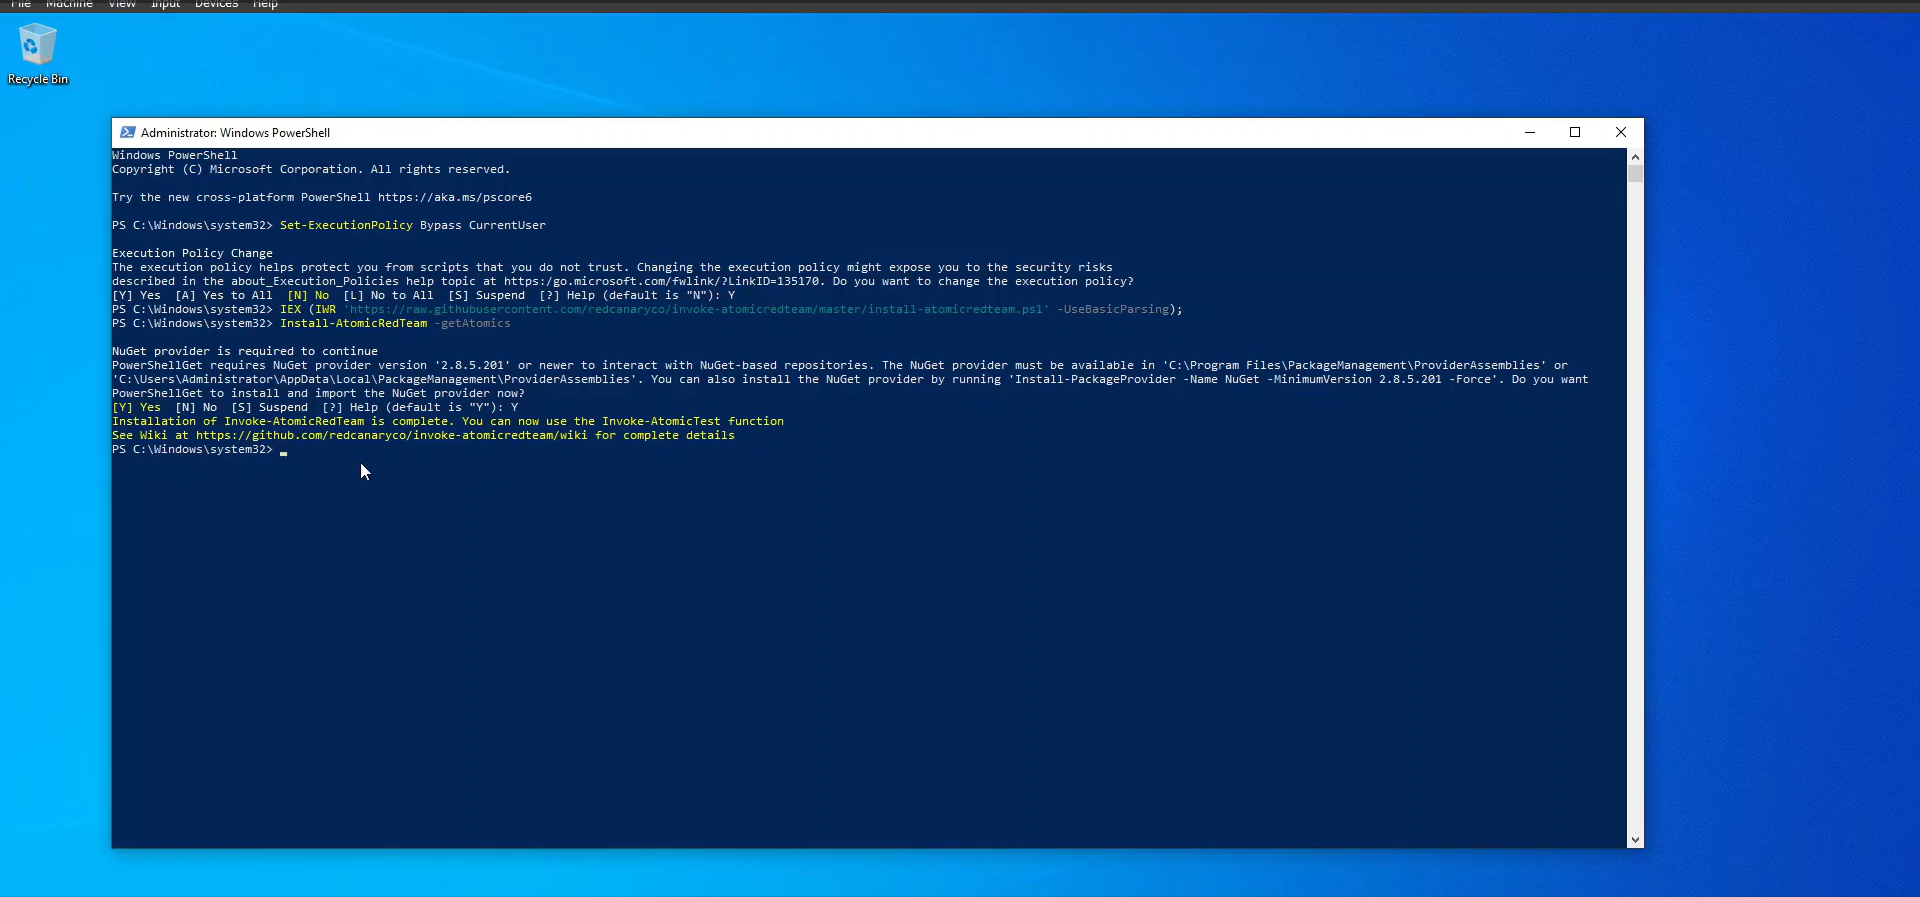 File Machine View Input Devices Help
Recycle Bin
Administrator: Windows PowerShell
Windows PowerShell
Copyright (C) Microsoft Corporation. All rights reserved.
Try the new cross-platform PowerShell https://aka.ms/pscore6
PS C:\Windows\system32> Set-ExecutionPolicy Bypass CurrentUser
Execution Policy Change
The execution policy helps protect you from scripts that you do not trust. Changing the execution policy might expose you to the security risks
described in the about_Execution_Policies help topic at https:/go.microsoft.com/fwlink/?LinkID=135170. Do you want to change the execution policy?
[Y] Yes  [A] Yes to All  [N] No  [L] No to All  [S] Suspend  [?] Help (default is "N"): Y
PS C:\Windows\system32> IEX (IWR 'https://raw.githubusercontent.com/redcanaryco/invoke-atomicredteam/master/install-atomicredteam.ps1' -UseBasicParsing);
PS C:\Windows\system32> Install-AtomicRedTeam -getAtomics
NuGet provider is required to continue
PowerShellGet requires NuGet provider version '2.8.5.201' or newer to interact with NuGet-based repositories. The NuGet provider must be available in 'C:\Program Files\PackageManagement\ProviderAssemblies' or
'C:\Users\Administrator\AppData\Local\PackageManagement\ProviderAssemblies'. You can also install the NuGet provider by running 'Install-PackageProvider -Name NuGet -MinimumVersion 2.8.5.201 -Force'. Do you want
PowerShellGet to install and import the NuGet provider now?
[Y] Yes  [N] No  [S] Suspend  [?] Help (default is "Y"): Y
Installation of Invoke-AtomicRedTeam is complete. You can now use the Invoke-AtomicTest function
See Wiki at https://github.com/redcanaryco/invoke-atomicredteam/wiki for complete details
PS C:\Windows\system32>